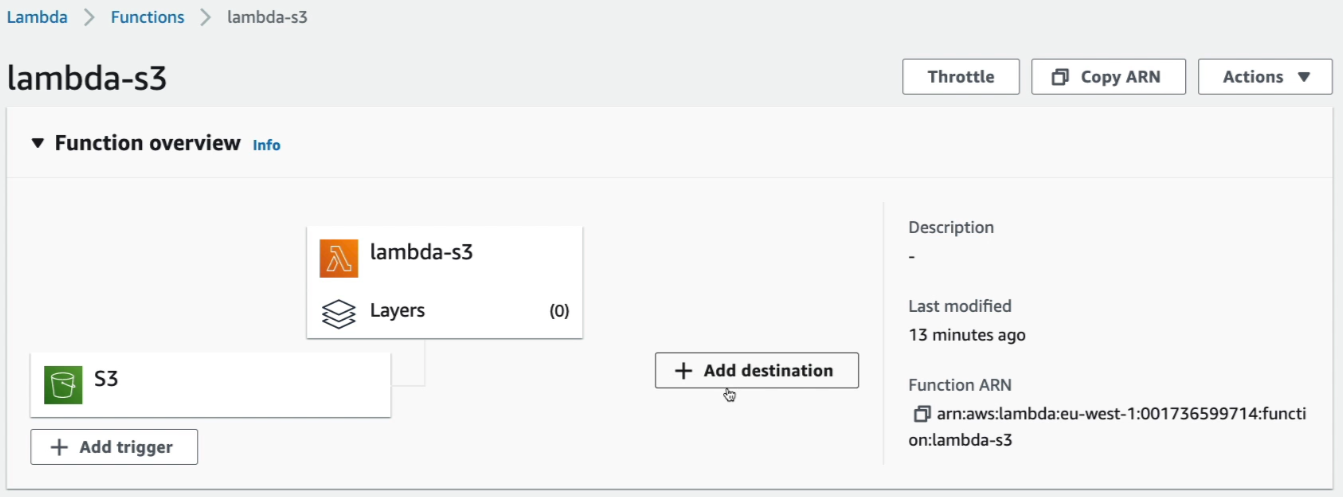 Lambda > Functions > lambda-s3
lambda-s3
Throttle
Copy ARN
Actions ▼
▼ Function overview Info
lambda-s3
Layers (0)
S3
+ Add trigger
+ Add destination
Description
-
Last modified
13 minutes ago
Function ARN
arn:aws:lambda:eu-west-1:001736599714:functi
on:lambda-s3